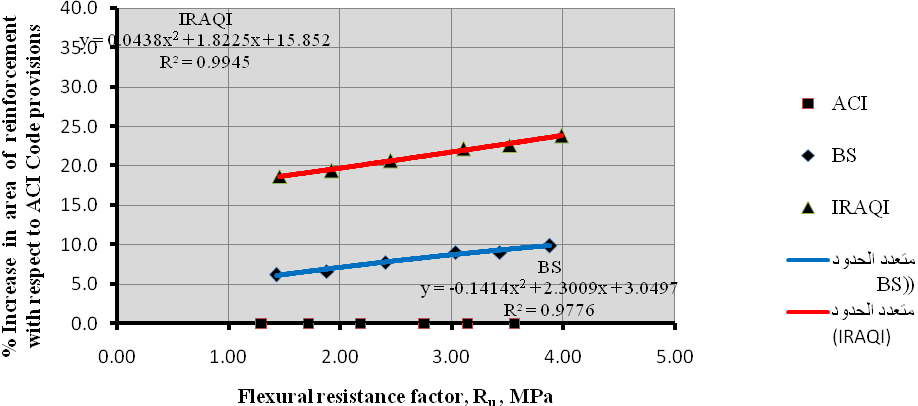 % Increase in area of reinforcement
with respect to ACI Code provisions
40.0
35.0
30.0
25.0
20.0
15.0
10.0
5.0
0.0
IRAQI
y = 0.0438x² + 1.8225x + 15.852
R² = 0.9945
BS
y = -0.1414x² + 2.3009x + 3.0497
R² = 0.9776
0.00 1.00 2.00 3.00 4.00 5.00
Flexural resistance factor, Rᵤ, MPa
ACI
BS
IRAQI
متعدد الحدود
BS))
متعدد الحدود
(IRAQI)